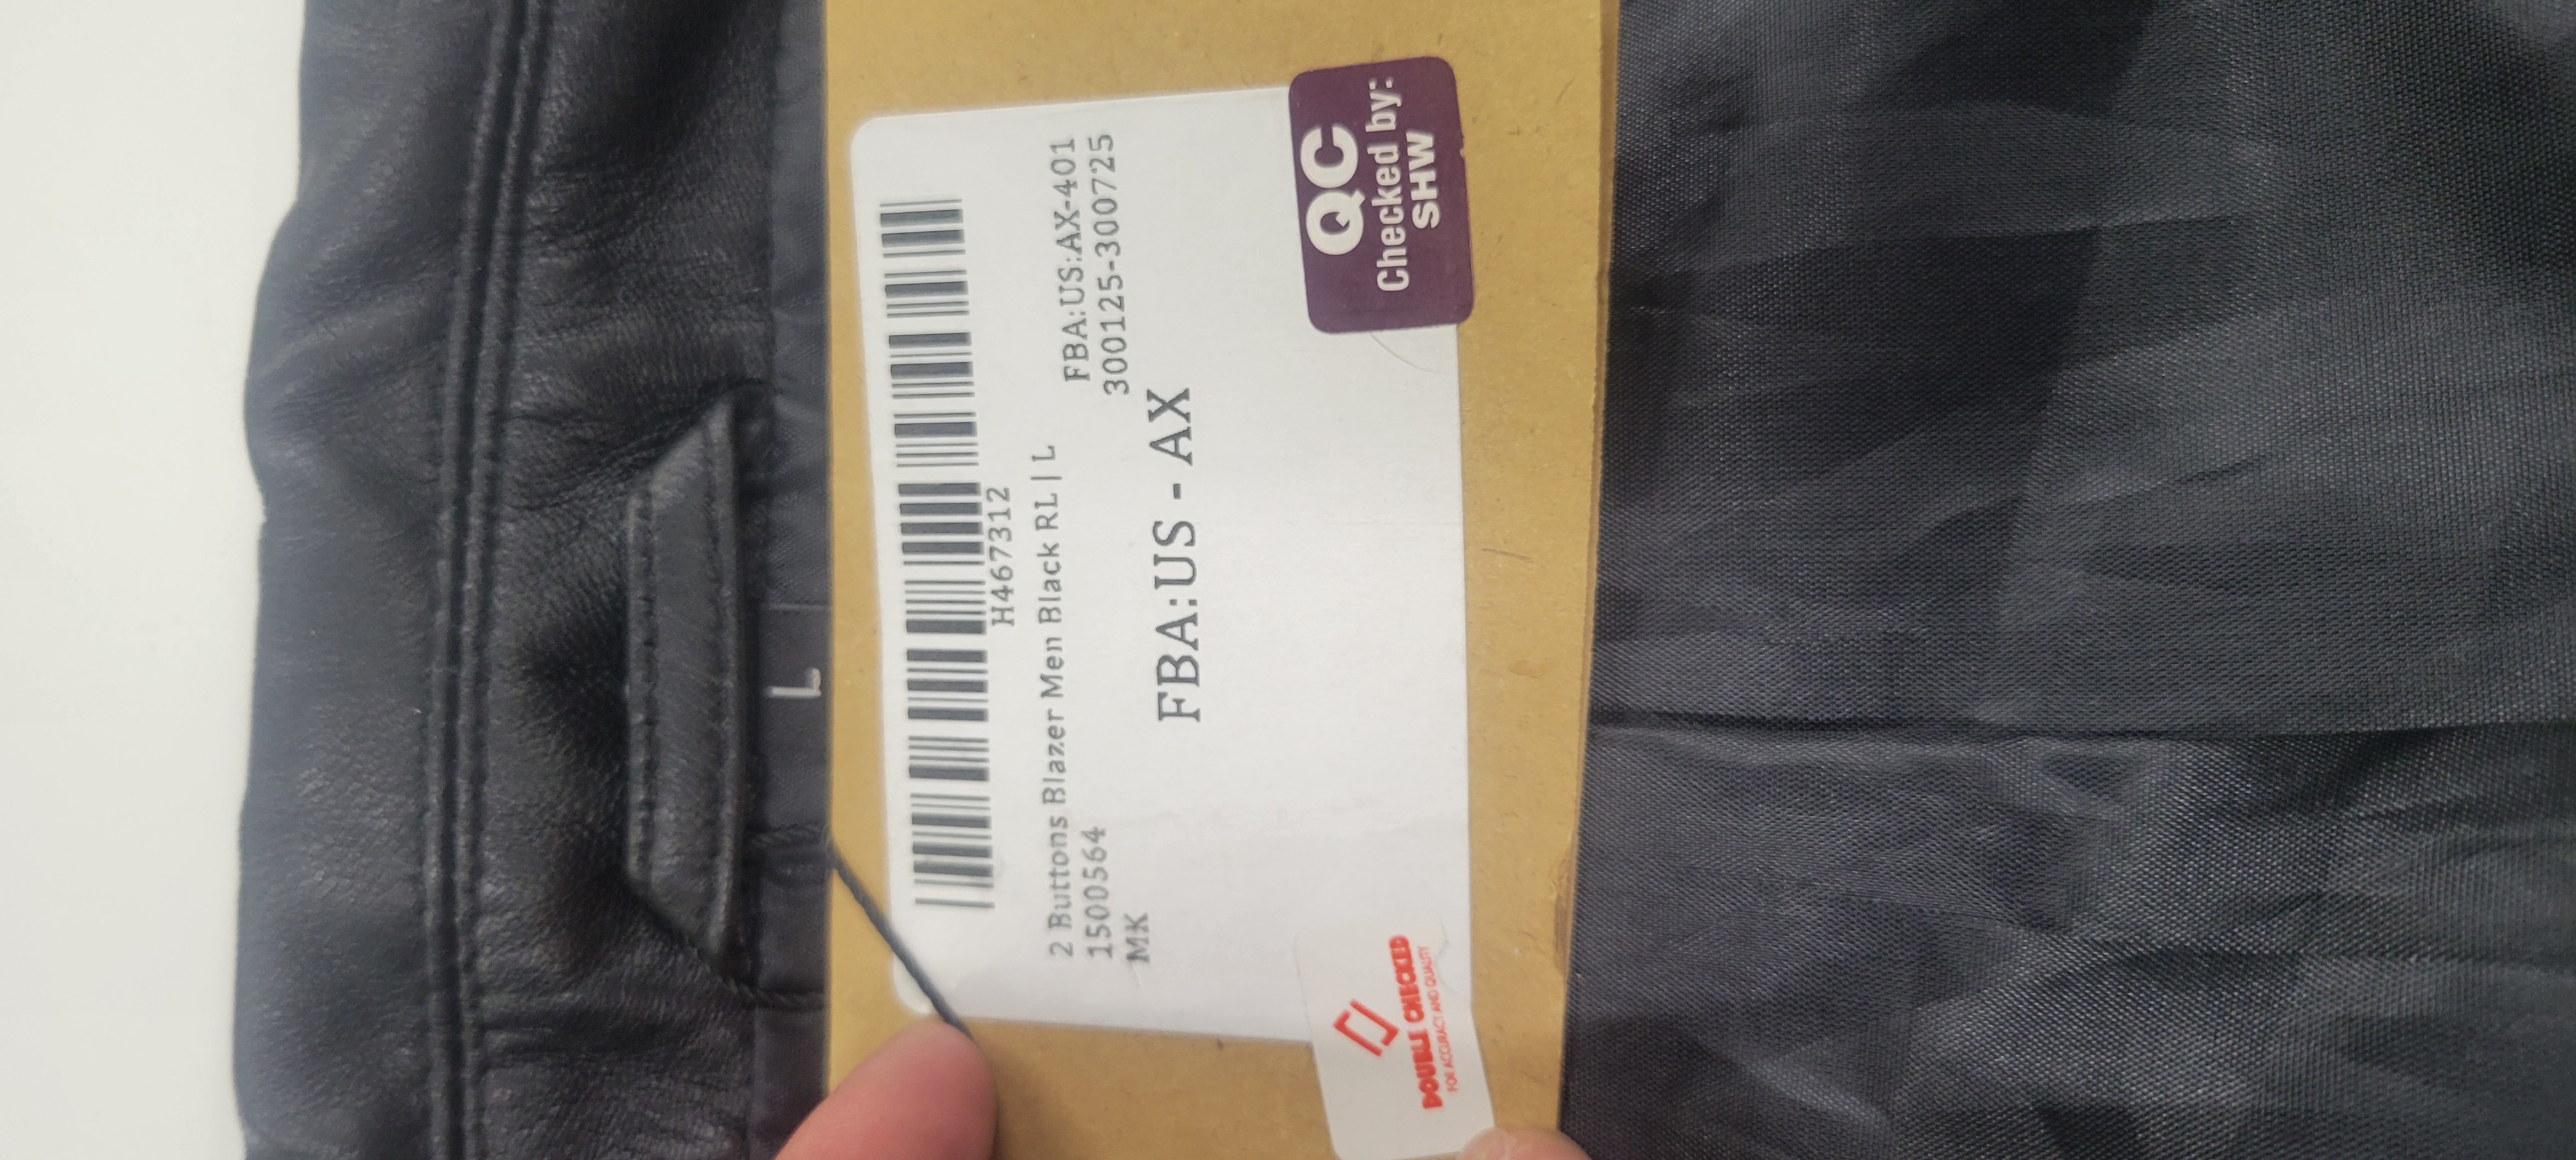 L
H467312
2 Buttons Blazer Men Black RL | L
1500564
FBA:US:AX-401
MK
300125-300725
FBA:US - AX
DOUBLE CHECKED
FOR ACCURACY AND QUALITY
QC
Checked by:
SHW